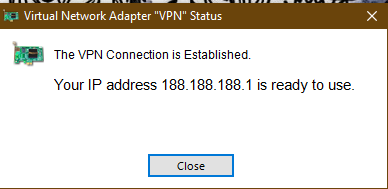 Virtual Network Adapter "VPN" Status
The VPN Connection is Established.
Your IP address 188.188.188.1 is ready to use.
Close